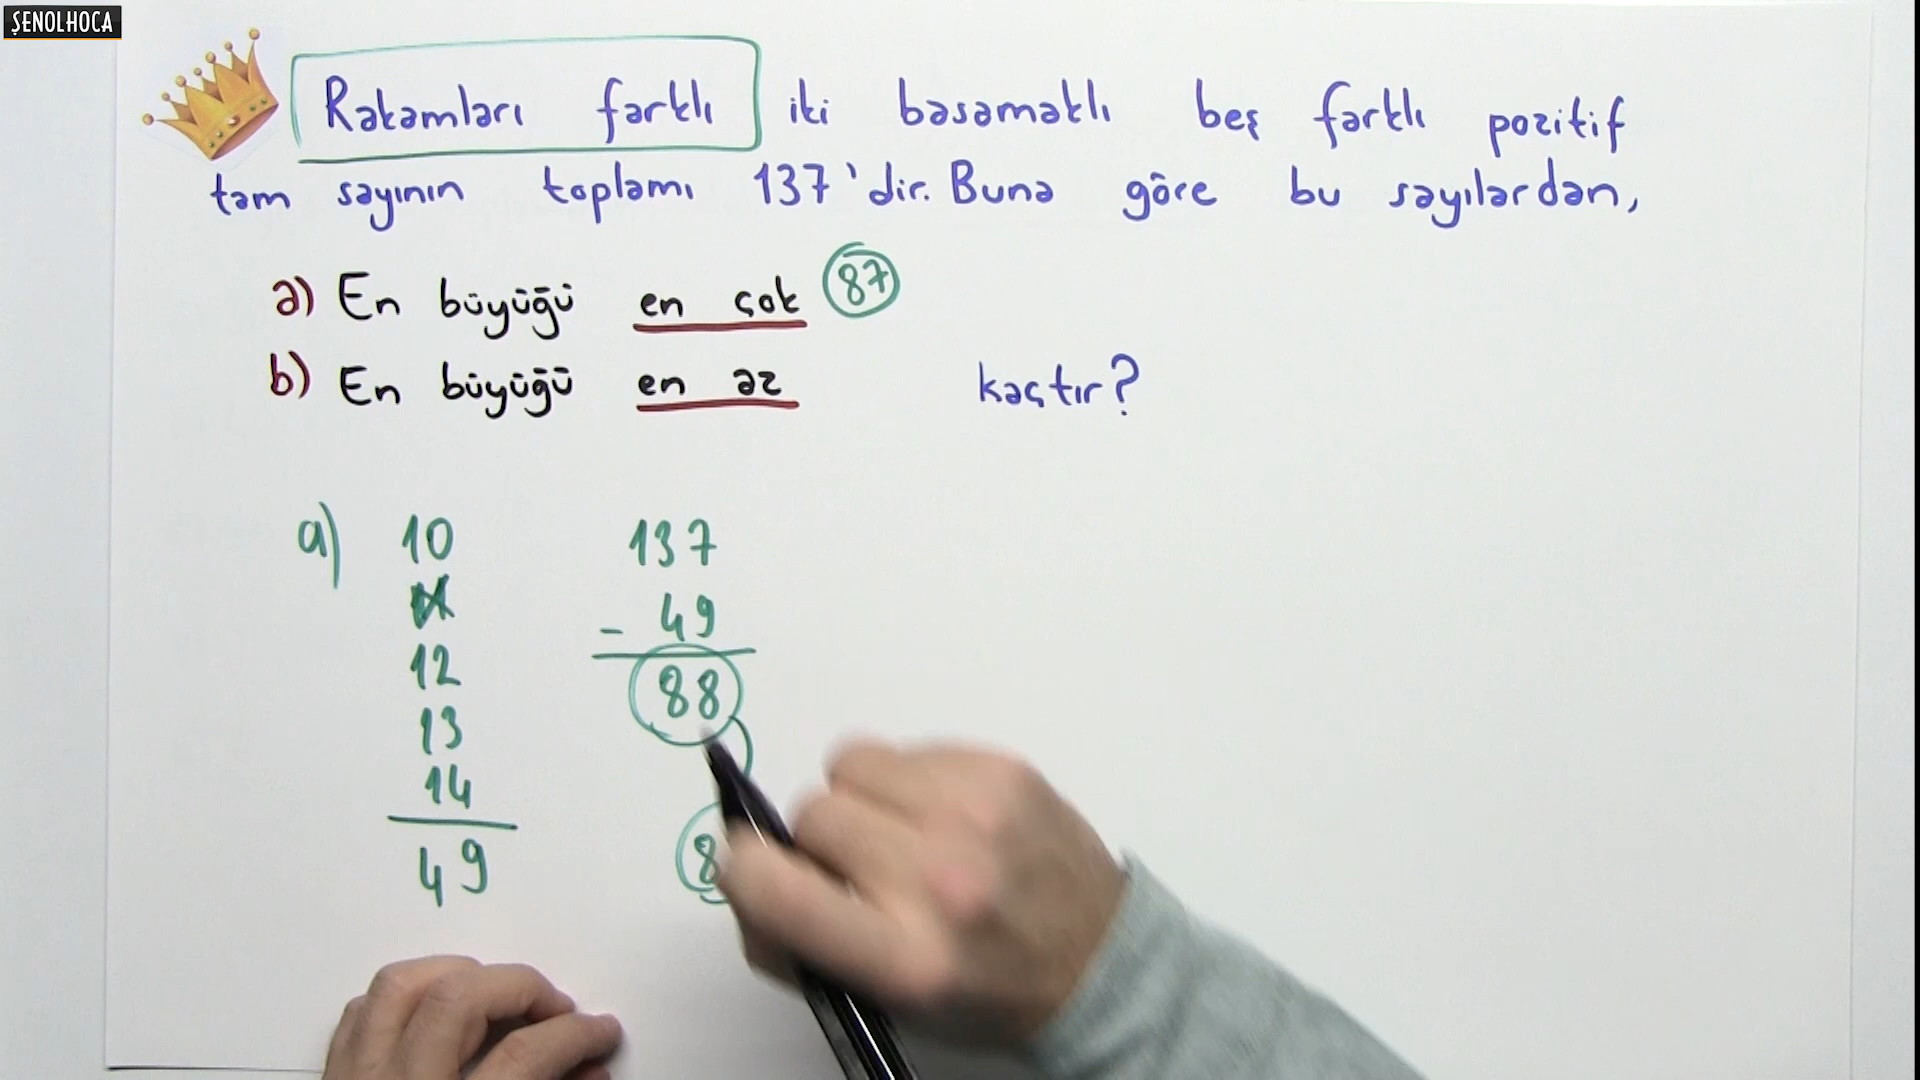 ŞENOLHOCA
Rakamları farklı iki basamaklı beş farklı pozitif
tam sayının toplamı 137'dir. Buna göre bu sayılardan,
a) En büyüğü en çok 87
b) En büyüğü en az kaçtır?
a) 10
12
13
14
49
137
- 49
88
8